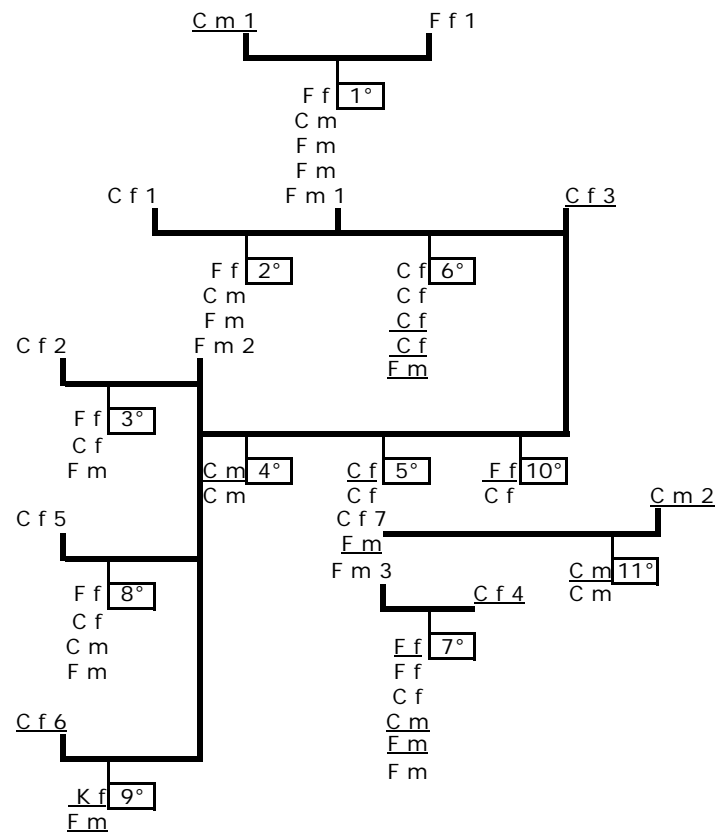 C m 1 F f 1
F f 1°
C m
F m
F m
C f 1 F m 1 C f 3
F f 2° C f 6°
C m C f
F m C f
C f 2 F m 2 C f
F m
F f 3°
C f
F m
C m 4° C f 5° F f 10°
C m C f C f
C f 5 C f 7 C m 2
F m
F m 3 C m 11°
F f 8° C f 4 C m
C f
C m F f 7°
F m F f
C f
C f 6 C m
F m
F m
K f 9°
F m